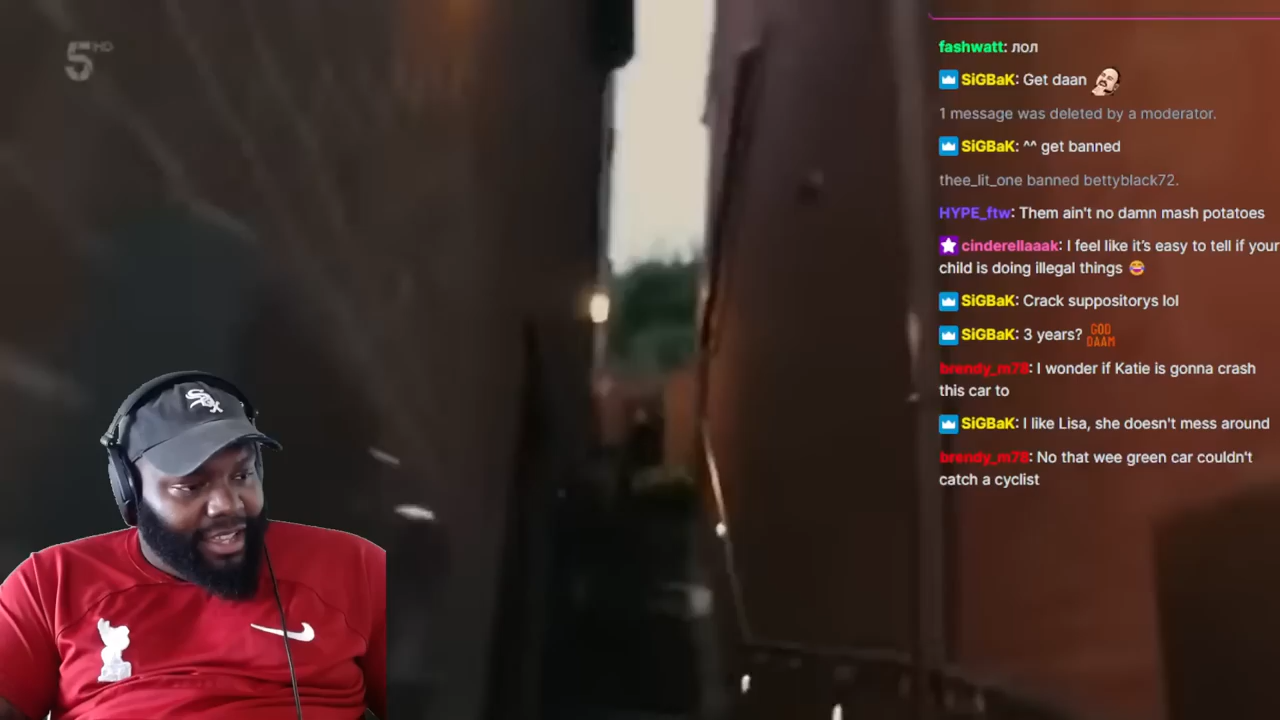 5 HD
fashwatt: лол
SiGBaK: Get daan
1 message was deleted by a moderator.
SiGBaK: ^^ get banned
thee_lit_one banned bettyblack72.
HYPE_ftw: Them ain't no damn mash potatoes
cinderellaaak: I feel like it's easy to tell if your
child is doing illegal things
SiGBaK: Crack suppositorys lol
SiGBaK: 3 years? GOD
DAAM
brendy_m78: I wonder if Katie is gonna crash
this car to
SiGBaK: I like Lisa, she doesn't mess around
brendy_m78: No that wee green car couldn't
catch a cyclist
SOX